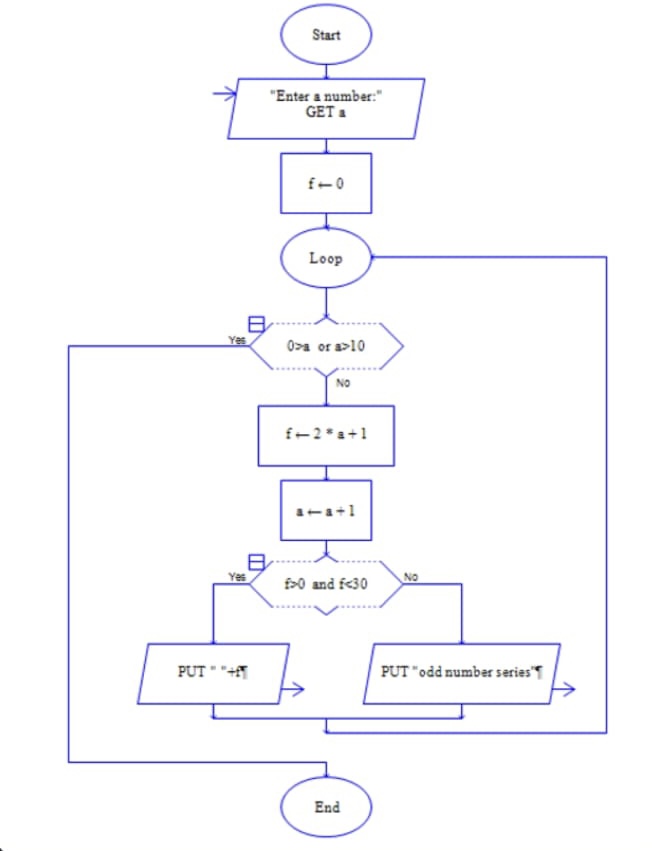 Start
"Enter a number:"
GET a
f ← 0
Loop
Yes
0>a or a>10
No
f ← 2 * a + 1
a ← a + 1
Yes
f>0 and f<30
No
PUT " "+f¶
PUT "odd number series"¶
End